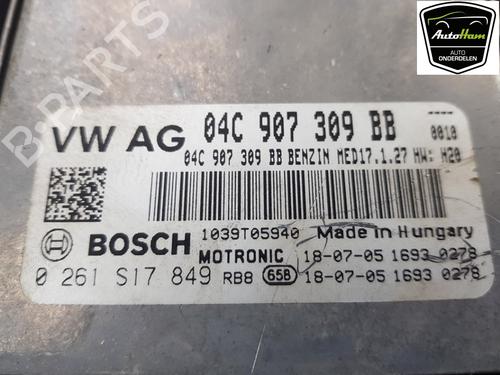 AutoHam
AUTO
ONDERDELEN
B-PARTS
VW AG 04C 907 309 BB 0010
04C 907 309 BB BENZIN MED17.1.27 HW: H20
BOSCH 1039T05940 Made in Hungary
MOTRONIC 18-07-05 1693 0278
0 261 S17 849 RB8 658 18-07-05 1693 0278